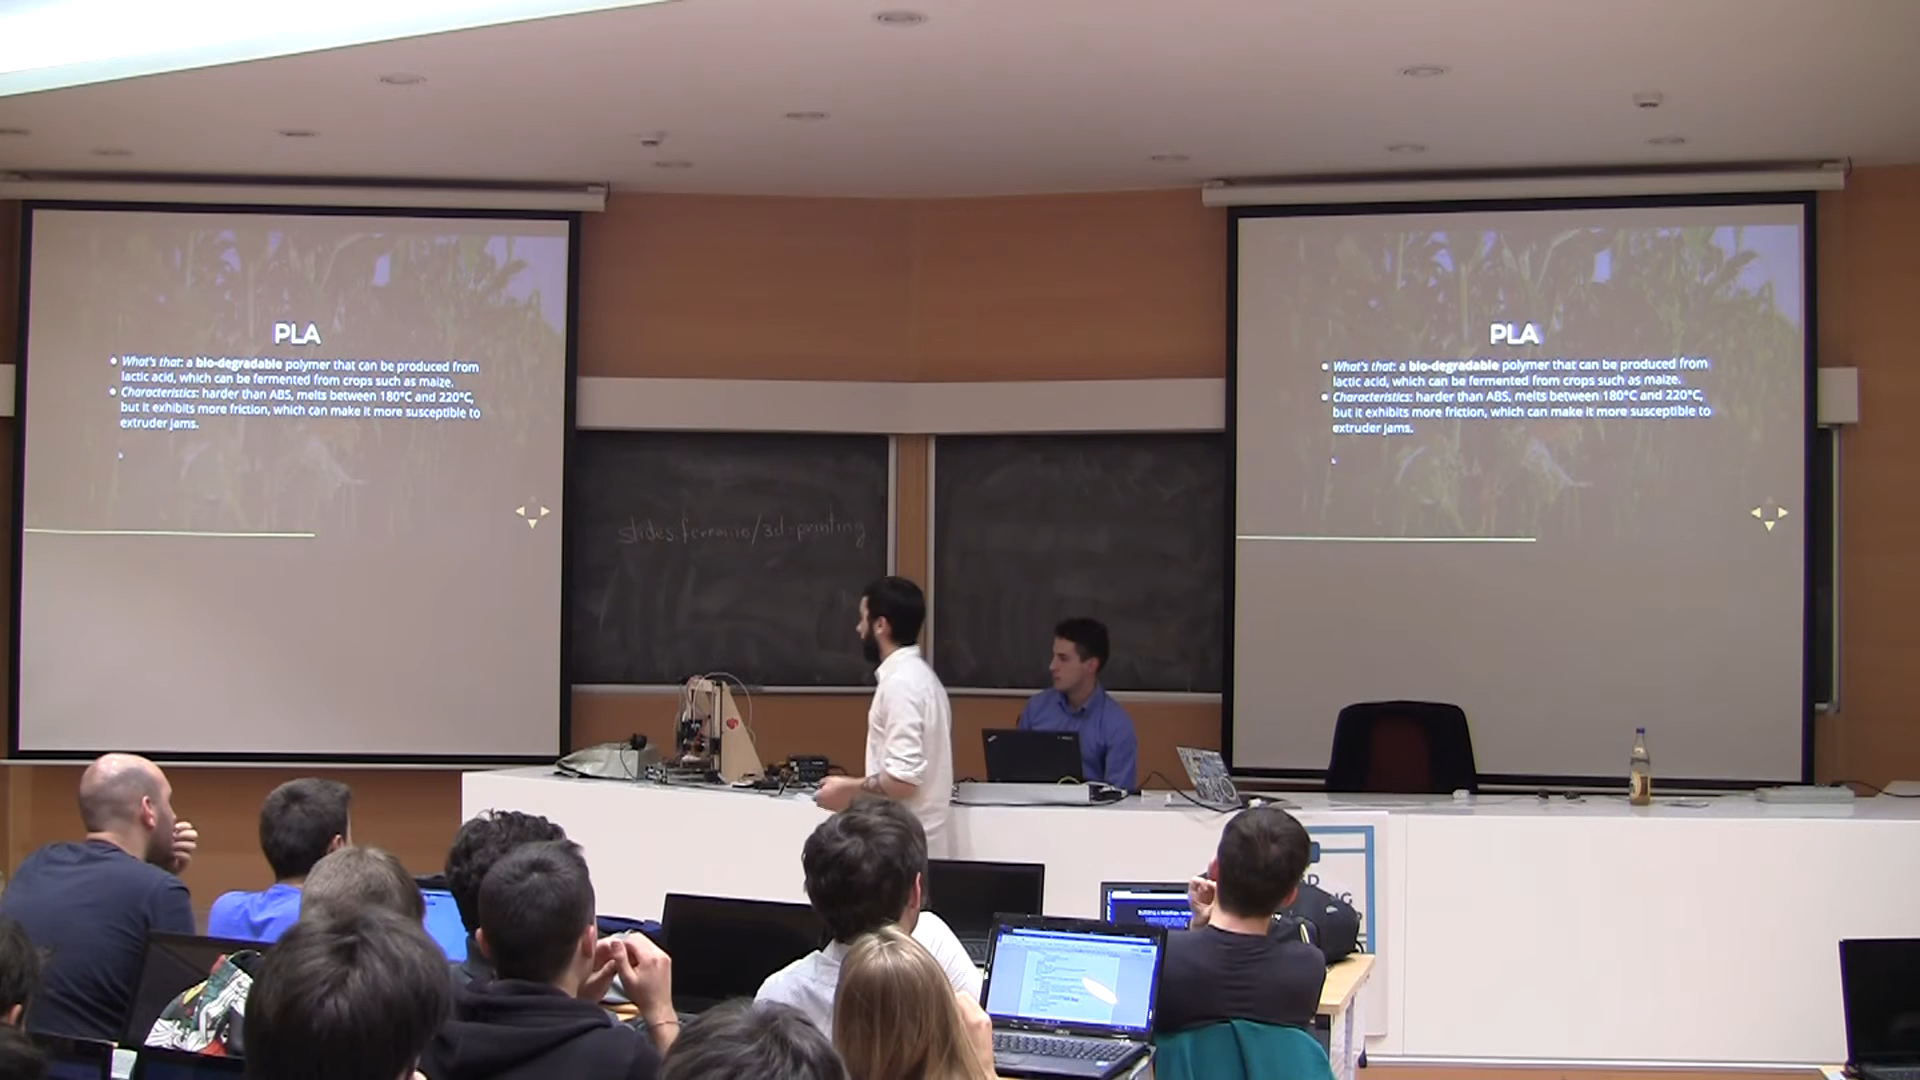 PLA
What's that: a bio-degradable polymer that can be produced from
lactic acid, which can be fermented from crops such as maize.
Characteristics: harder than ABS, melts between 180°C and 220°C,
but it exhibits more friction, which can make it more susceptible to
extruder jams.
PLA
What's that: a bio-degradable polymer that can be produced from
lactic acid, which can be fermented from crops such as maize.
Characteristics: harder than ABS, melts between 180°C and 220°C,
but it exhibits more friction, which can make it more susceptible to
extruder jams.
/3d-printing